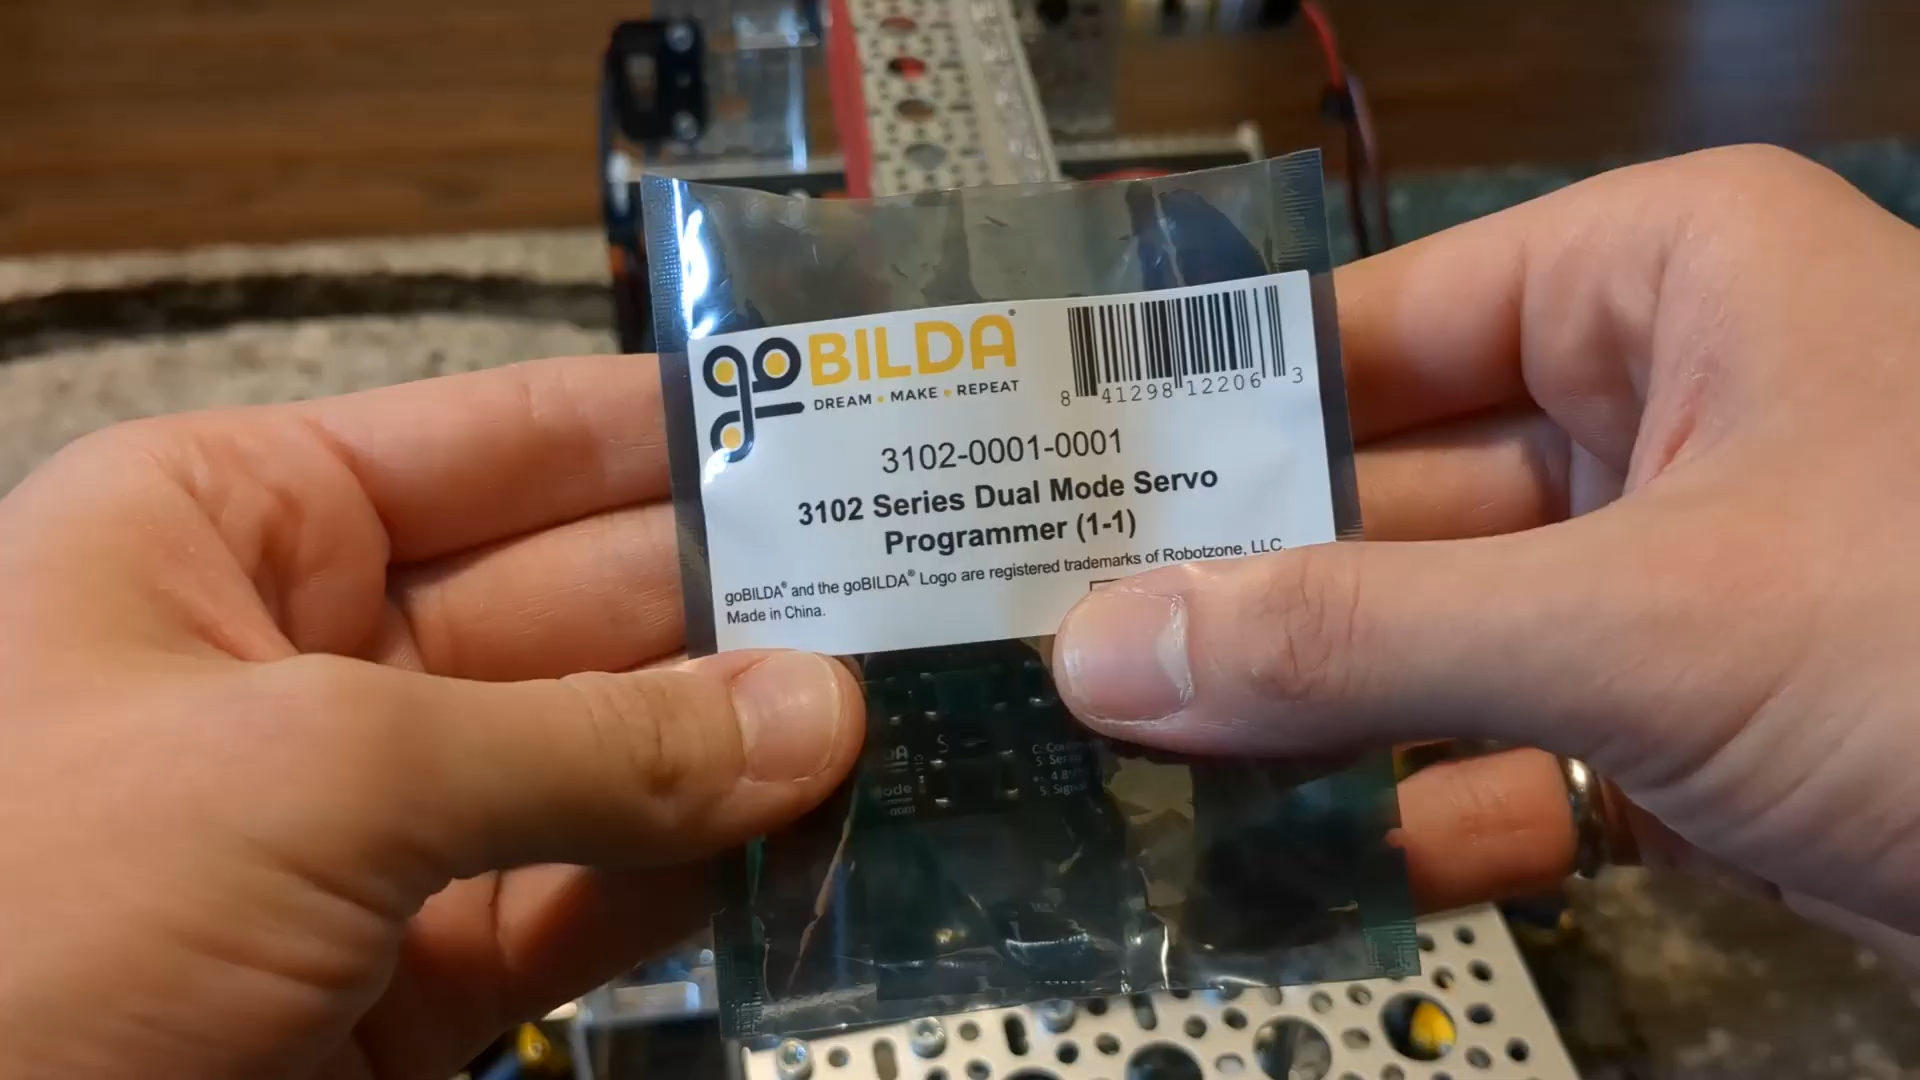 goBILDA®
DREAM • MAKE • REPEAT
8 41298 12206 3
3102-0001-0001
3102 Series Dual Mode Servo
Programmer (1-1)
goBILDA® and the goBILDA® Logo are registered trademarks of Robotzone, LLC.
Made in China.
S
C:
S:
S: Signal